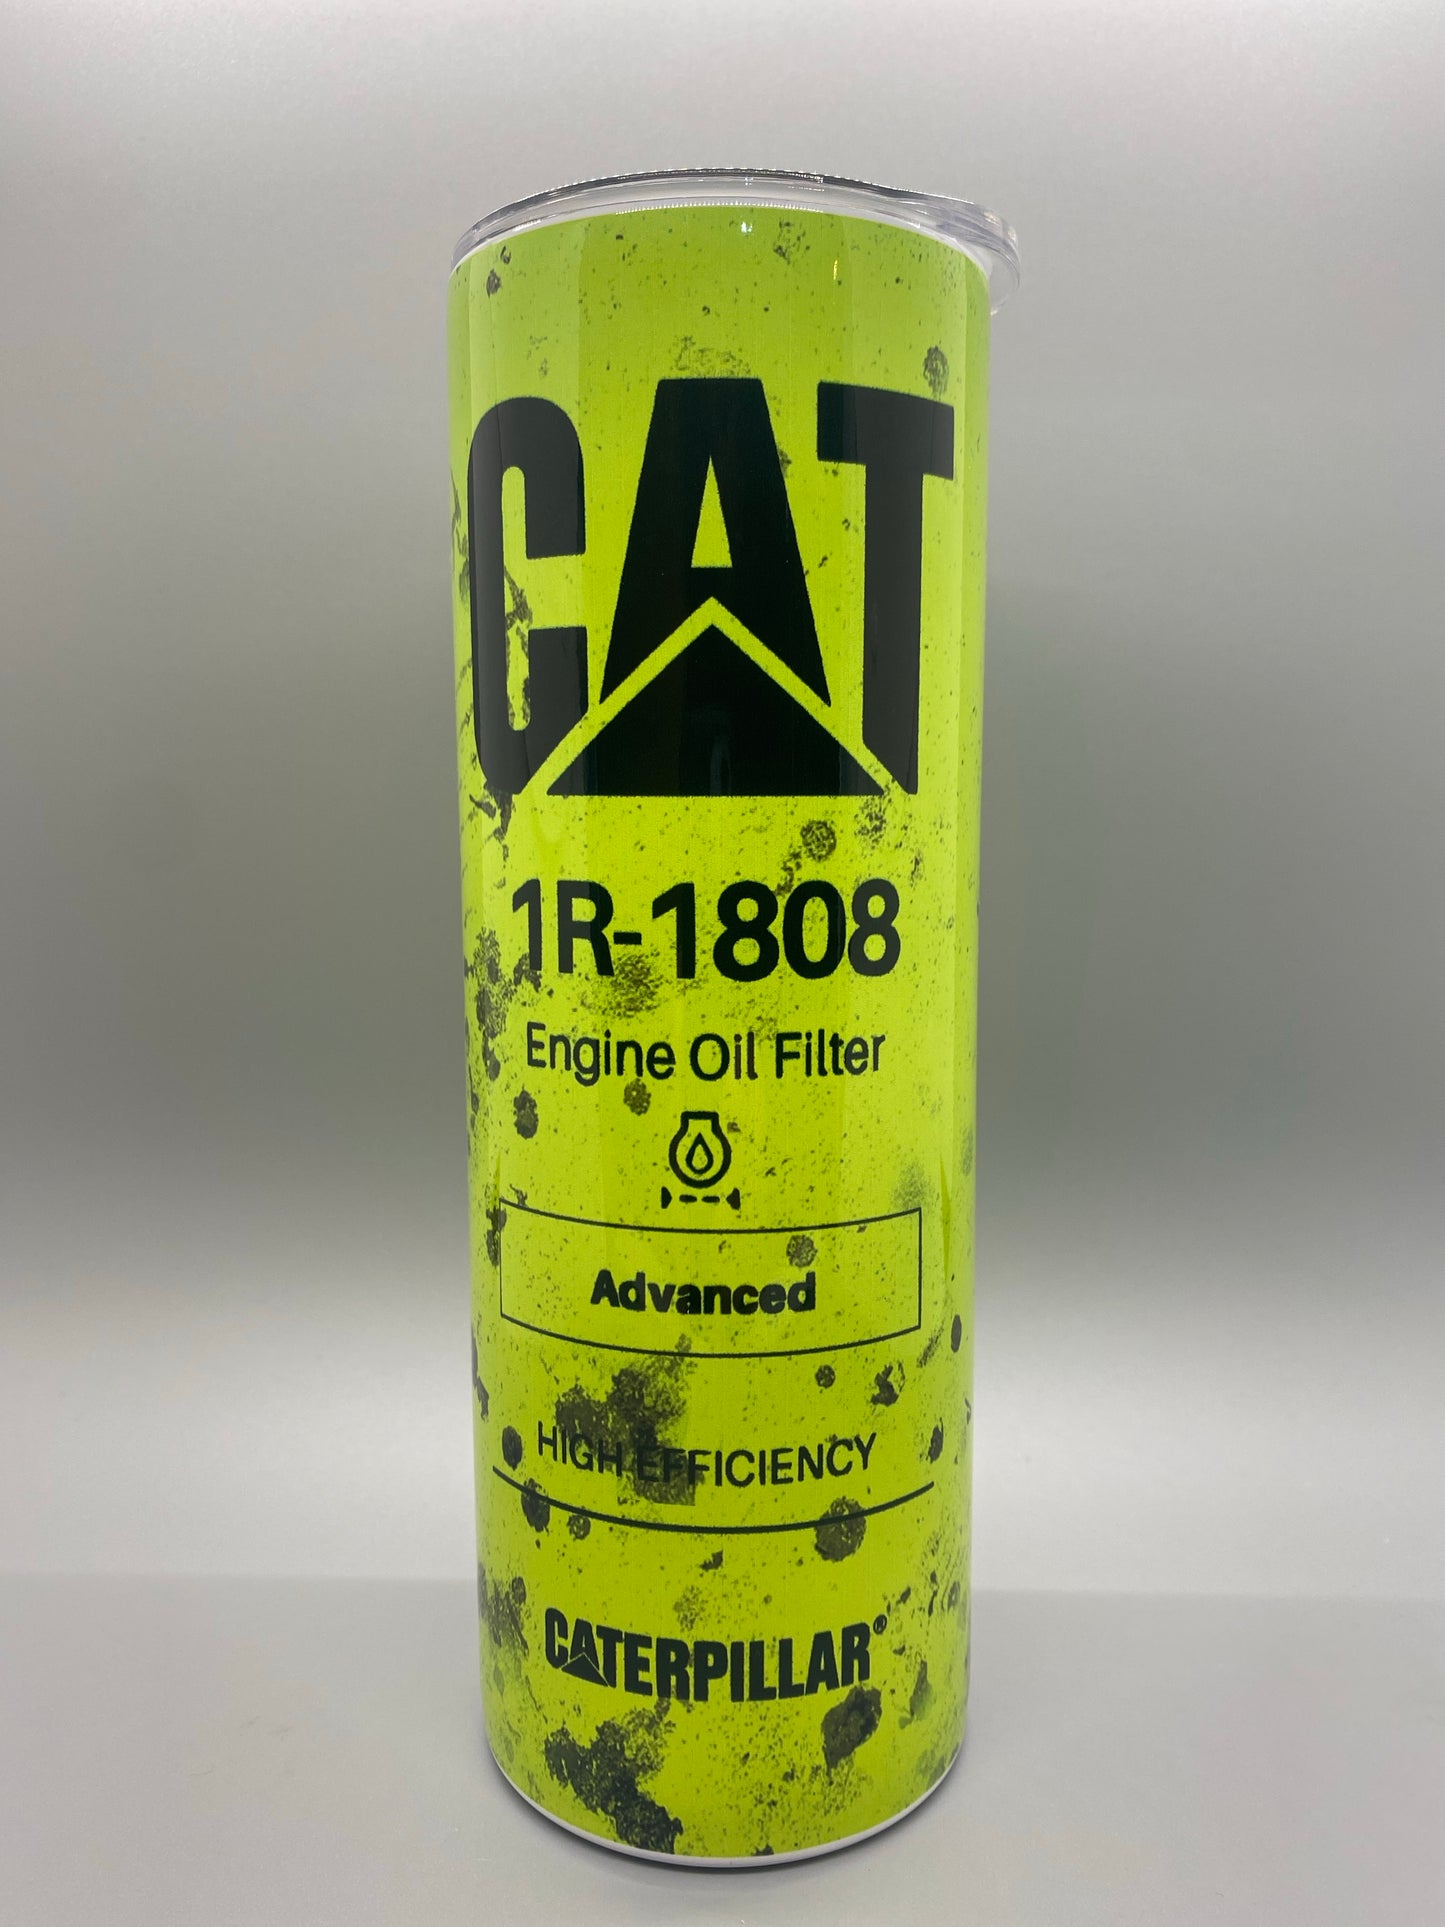 CAT
1R-1808
Engine Oil Filter
Advanced
HIGH EFFICIENCY
CATERPILLAR®